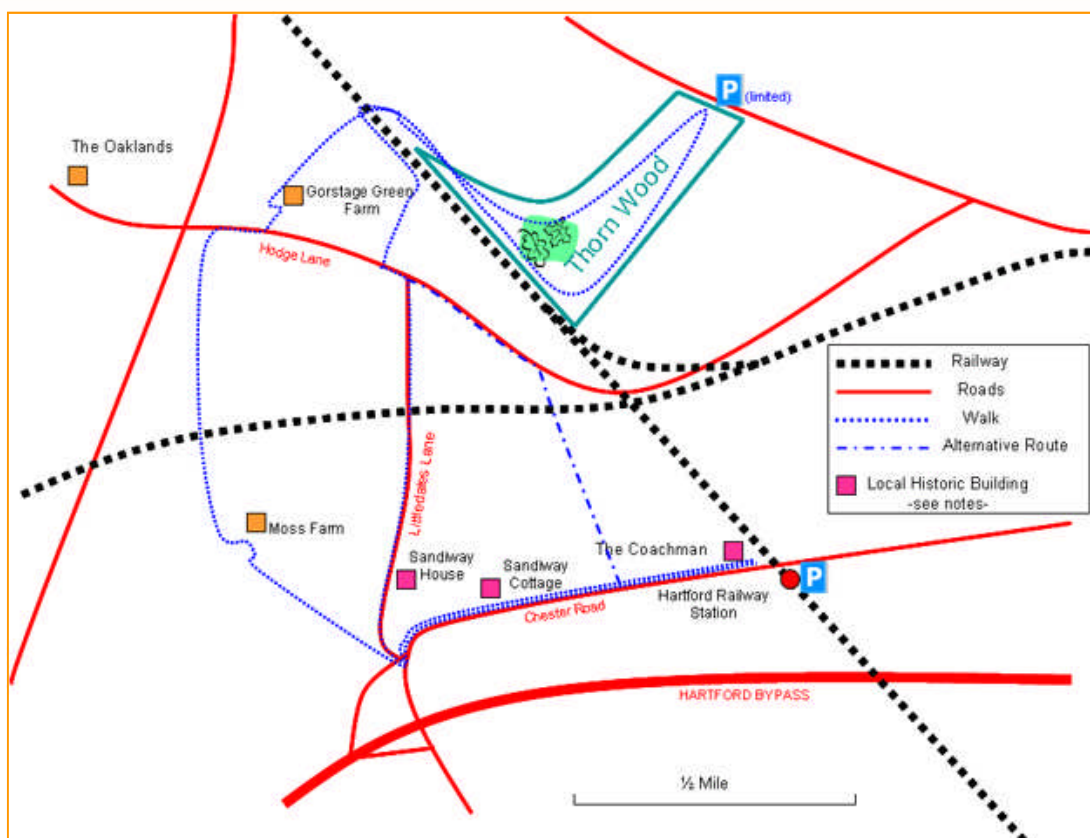 P
(limited)
The Oaklands
Gorstage Green
Farm
Thorn Wood
Hodge Lane
Railway
Roads
Walk
Alternative Route
Local Historic Building
-see notes-
Littledales Lane
Moss Farm
The Coachman
Sandiway
House
Sandiway
Cottage
Hartford Railway
Station
P
Chester Road
HARTFORD BYPASS
½ Mile